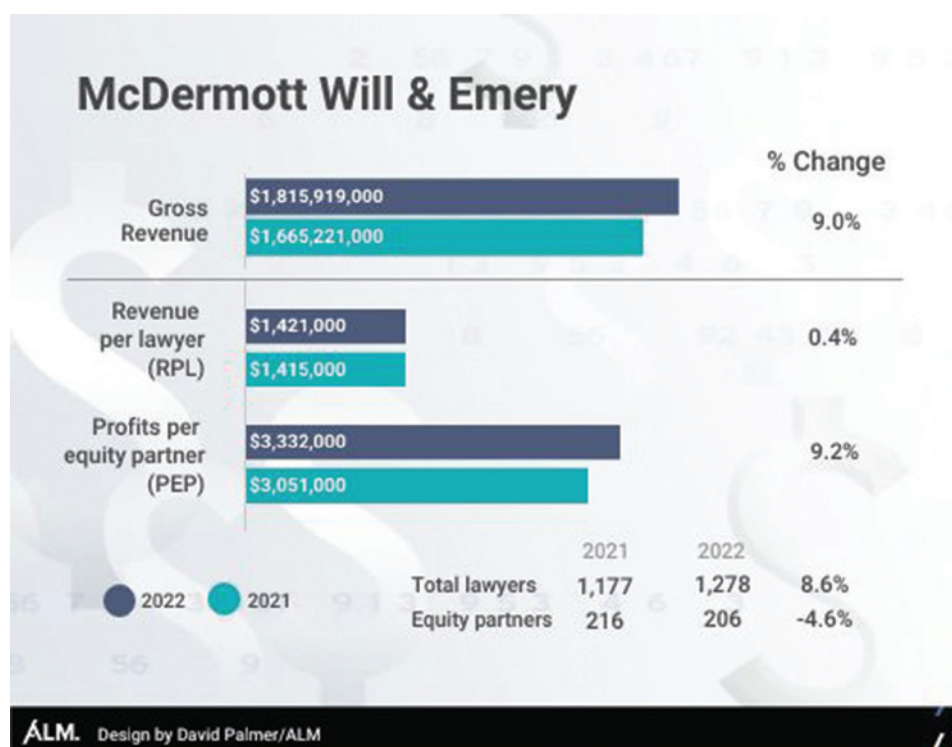 McDermott Will & Emery
% Change
Gross
Revenue
$1,815,919,000
$1,665,221,000
9.0%
Revenue
per lawyer
(RPL)
$1,421,000
$1,415,000
0.4%
Profits per
equity partner
(PEP)
$3,332,000
$3,051,000
9.2%
2022 2021
2021 2022
Total lawyers 1,177 1,278 8.6%
Equity partners 216 206 -4.6%
ALM. Design by David Palmer/ALM